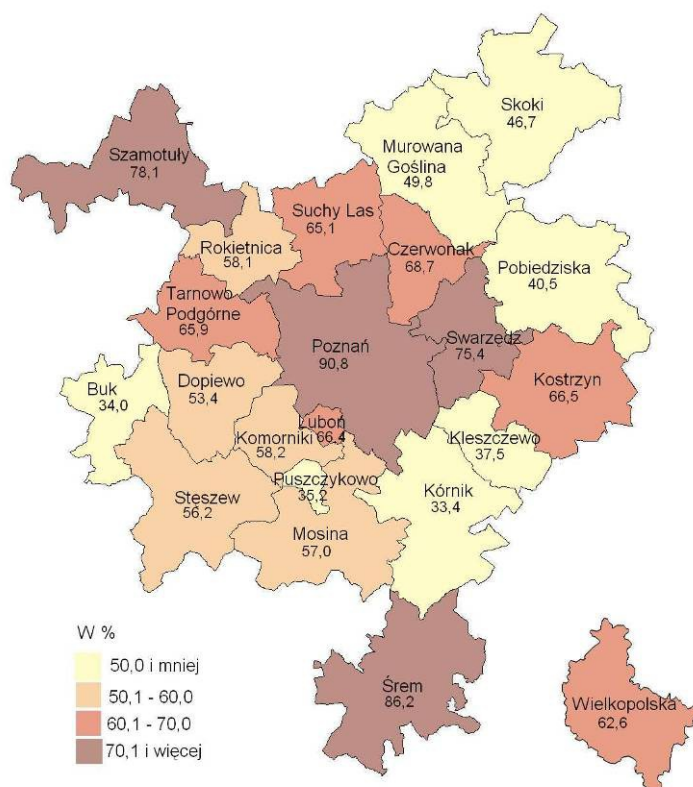 Skoki
46,7
Murowana
Goślina
49,8
Szamotuły
78,1
Suchy Las
65,1
Czerwonak
68,7
Rokietnica
58,1
Pobiedziska
40,5
Tarnowo
Podgórne
65,9
Swarzędz
75,4
Poznań
90,8
Kostrzyn
66,5
Buk
34,0
Dopiewo
53,4
Luboń
66,4
Komorniki
58,2
Kleszczewo
37,5
Puszczykowo
35,2
Kórnik
33,4
Stęszew
56,2
Mosina
57,0
W %
50,0 i mniej
50,1 - 60,0
60,1 - 70,0
70,1 i więcej
Śrem
86,2
Wielkopolska
62,6